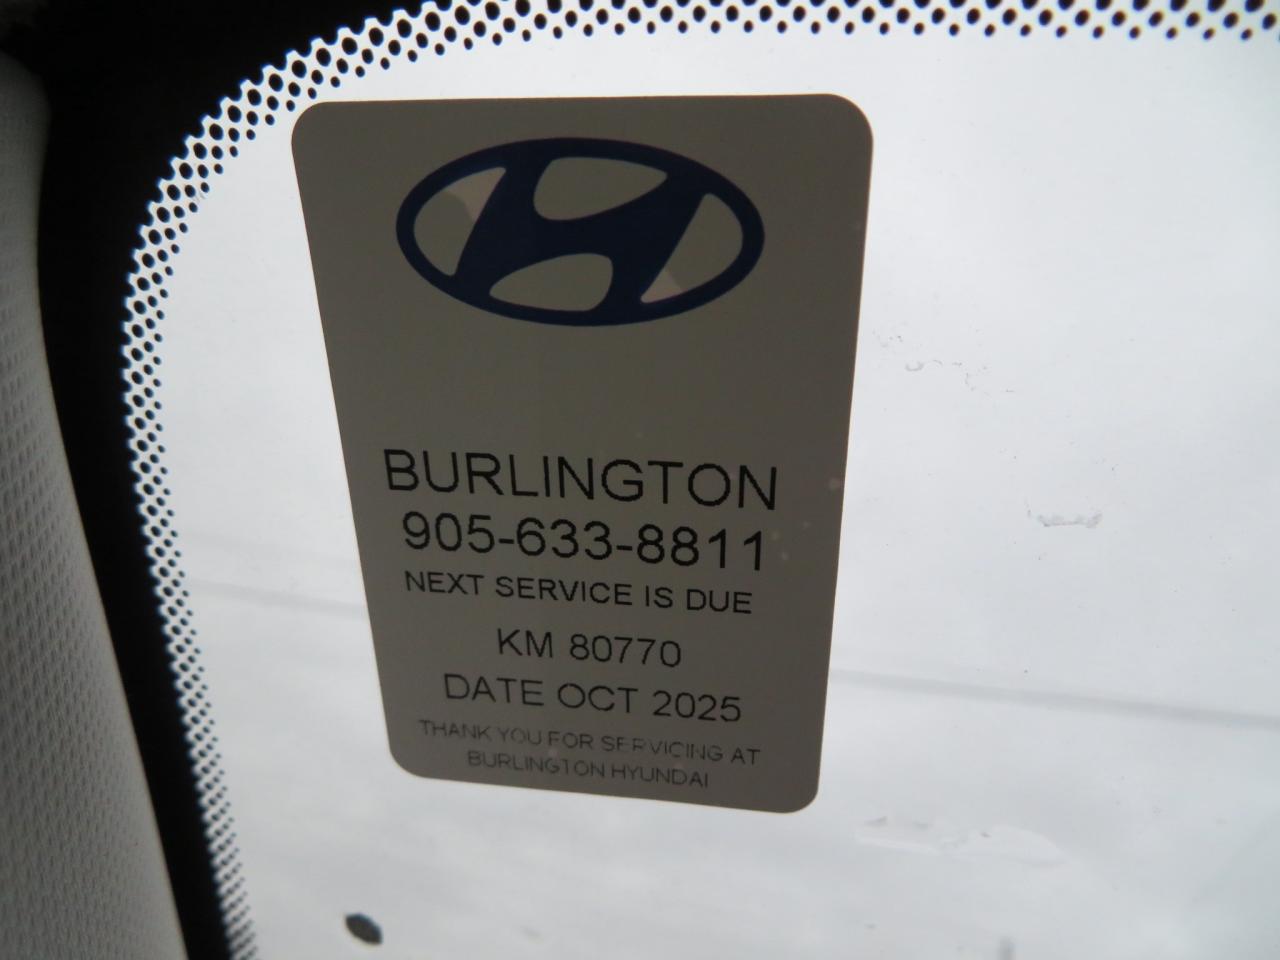 BURLINGTON
905-633-8811
NEXT SERVICE IS DUE
KM 80770
DATE OCT 2025
THANK YOU FOR SERVICING AT
BURLINGTON HYUNDAI